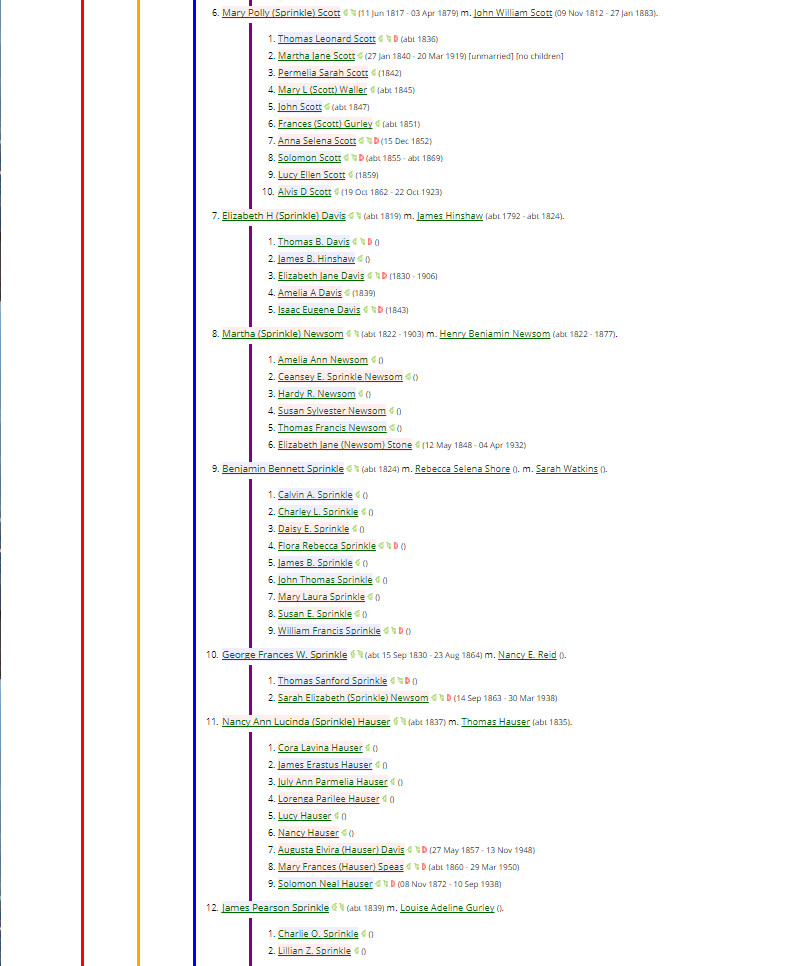 6. Mary Polly (Sprinkle) Scott (11 Jun 1817 - 03 Apr 1879) m. John William Scott (09 Nov 1812 - 27 Jan 1883).
1. Thomas Leonard Scott D (abt 1836)
2. Martha Jane Scott (27 Jan 1840 - 20 Mar 1919) [unmarried] [no children]
3. Permelia Sarah Scott (1842)
4. Mary L (Scott) Waller (abt 1845)
5. John Scott (abt 1847)
6. Frances (Scott) Gurley (abt 1851)
7. Anna Selena Scott D (15 Dec 1852)
8. Solomon Scott D (abt 1855 - abt 1869)
9. Lucy Ellen Scott (1859)
10. Alvis D Scott (19 Oct 1862 - 22 Oct 1923)
7. Elizabeth H (Sprinkle) Davis (abt 1819) m. James Hinshaw (abt 1792 - abt 1824).
1. Thomas B. Davis D ()
2. James B. Hinshaw ()
3. Elizabeth Jane Davis D (1830 - 1906)
4. Amelia A Davis (1839)
5. Isaac Eugene Davis D (1843)
8. Martha (Sprinkle) Newsom (abt 1822 - 1903) m. Henry Benjamin Newsom (abt 1822 - 1877).
1. Amelia Ann Newsom ()
2. Ceansey E. Sprinkle Newsom ()
3. Hardy R. Newsom ()
4. Susan Sylvester Newsom ()
5. Thomas Francis Newsom ()
6. Elizabeth Jane (Newsom) Stone (12 May 1848 - 04 Apr 1932)
9. Benjamin Bennett Sprinkle (abt 1824) m. Rebecca Selena Shore (). m. Sarah Watkins ().
1. Calvin A. Sprinkle ()
2. Charley L. Sprinkle ()
3. Daisy E. Sprinkle ()
4. Flora Rebecca Sprinkle D ()
5. James B. Sprinkle ()
6. John Thomas Sprinkle ()
7. Mary Laura Sprinkle ()
8. Susan E. Sprinkle ()
9. William Francis Sprinkle D ()
10. George Frances W. Sprinkle (abt 15 Sep 1830 - 23 Aug 1864) m. Nancy E. Reid ().
1. Thomas Sanford Sprinkle D ()
2. Sarah Elizabeth (Sprinkle) Newsom D (14 Sep 1863 - 30 Mar 1938)
11. Nancy Ann Lucinda (Sprinkle) Hauser (abt 1837) m. Thomas Hauser (abt 1835).
1. Cora Lavina Hauser ()
2. James Erastus Hauser ()
3. July Ann Parmelia Hauser ()
4. Lorenga Parilee Hauser ()
5. Lucy Hauser ()
6. Nancy Hauser ()
7. Augusta Elvira (Hauser) Davis D (27 May 1857 - 13 Nov 1948)
8. Mary Frances (Hauser) Speas D (abt 1860 - 29 Mar 1950)
9. Solomon Neal Hauser D (08 Nov 1872 - 10 Sep 1938)
12. James Pearson Sprinkle (abt 1839) m. Louise Adeline Gurley ().
1. Charlie O. Sprinkle ()
2. Lillian Z. Sprinkle ()